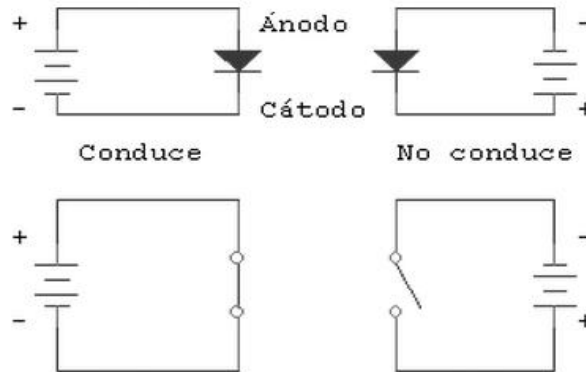 + Ánodo -
- Cátodo +
Conduce No conduce
+ -
- +